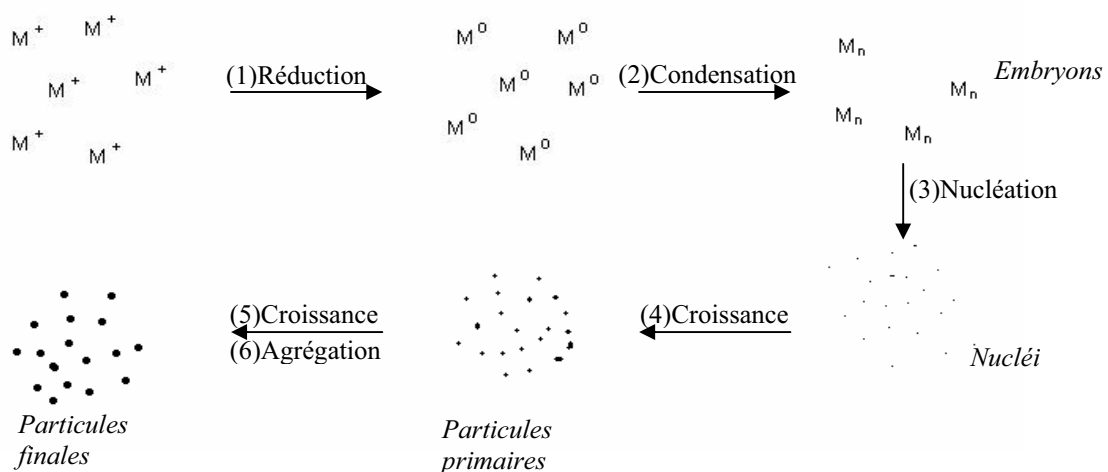 M⁺ M⁺
M⁺ M⁺
M⁺ M⁺
(1)Réduction
M⁰ M⁰
M⁰ M⁰
M⁰
M⁰
(2)Condensation
Mₙ
Mₙ
Mₙ
Mₙ
Embryons
(3)Nucléation
Nucléi
(4)Croissance
Particules
primaires
(5)Croissance
(6)Agrégation
Particules
finales